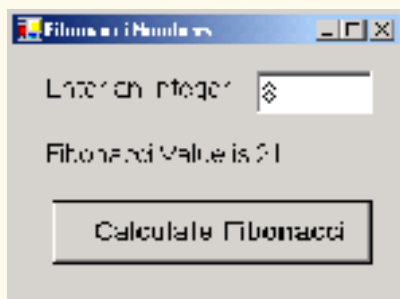 Fibonacci Numbers
Enter an Integer 8
Fibonacci Value is 21
Calculate Fibonacci